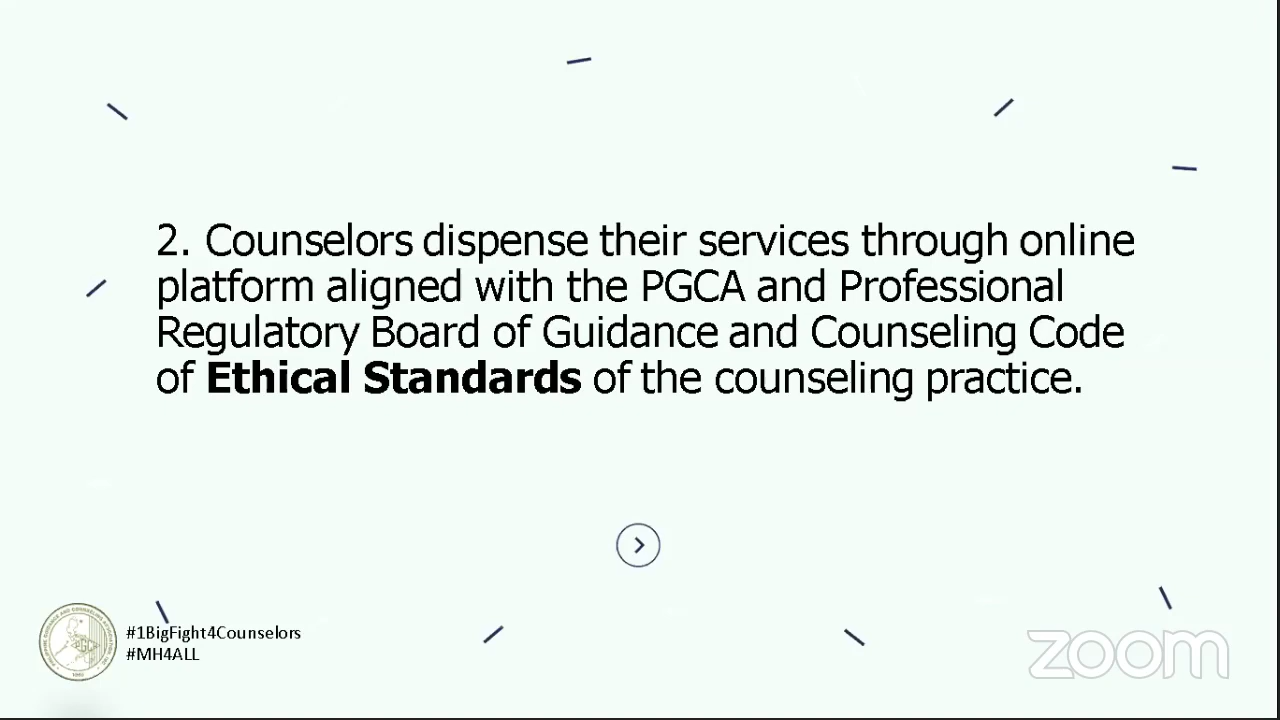 2. Counselors dispense their services through online
platform aligned with the PGCA and Professional
Regulatory Board of Guidance and Counseling Code
of Ethical Standards of the counseling practice.
#1BigFight4Counselors
#MH4ALL
zoom